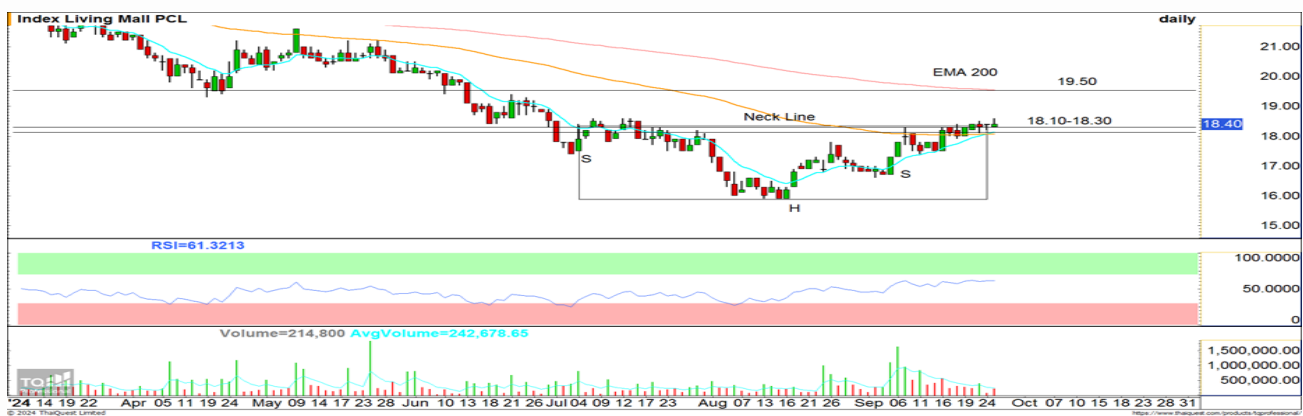 Index Living Mall PCL
daily
21.00
20.00
EMA 200
19.50
19.00
Neck Line
18.10-18.30
18.40
18.00
S
S
17.00
16.00
H
15.00
RSI=61.3213
100.0000
50.0000
0
Volume=214,800 AvgVolume=242,678.65
1,500,000.00
1,000,000.00
500,000.00
'24 14 19 22 Apr 05 11 19 24 May 09 14 17 23 28 Jun 10 13 18 21 26 Jul 04 09 12 17 23 Aug 07 13 16 21 26 Sep 06 11 16 19 24 Oct 07 10 15 18 23 28 31
© 2024 ThaiQuest Limited
https://www.thaiquest.com/products/tqprofessional/